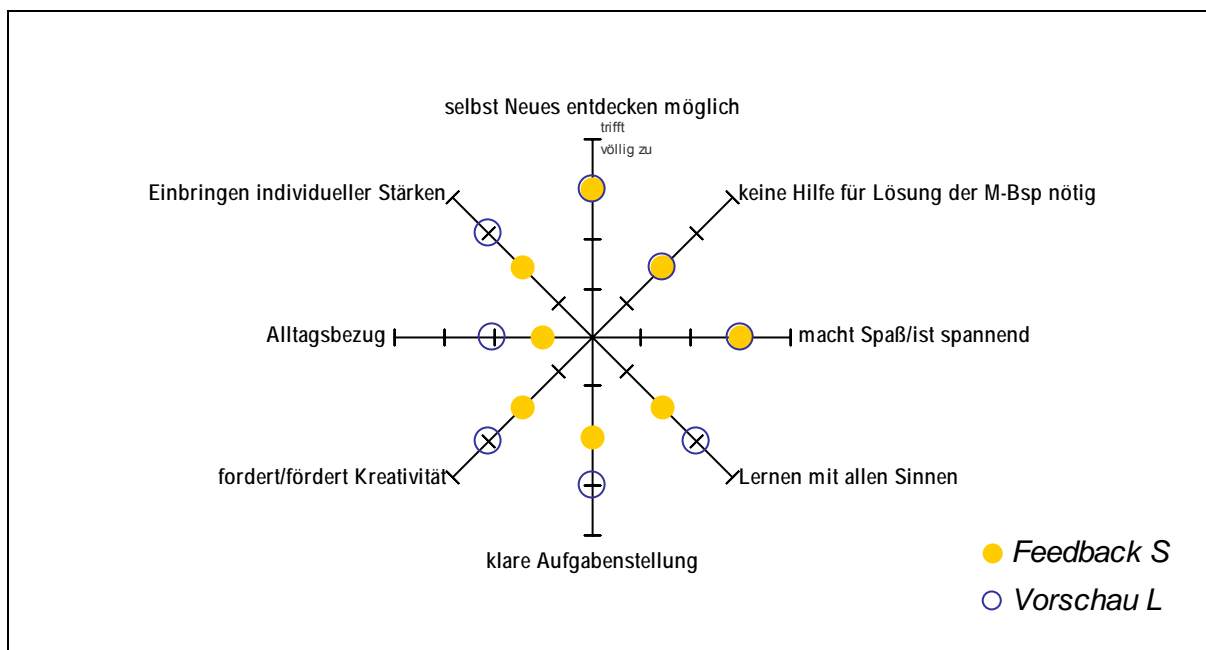 selbst Neues entdecken möglich
trifft
völlig zu
Einbringen individueller Stärken
keine Hilfe für Lösung der M-Bsp nötig
Alltagsbezug
macht Spaß/ist spannend
fordert/fördert Kreativität
Lernen mit allen Sinnen
klare Aufgabenstellung
Feedback S
Vorschau L